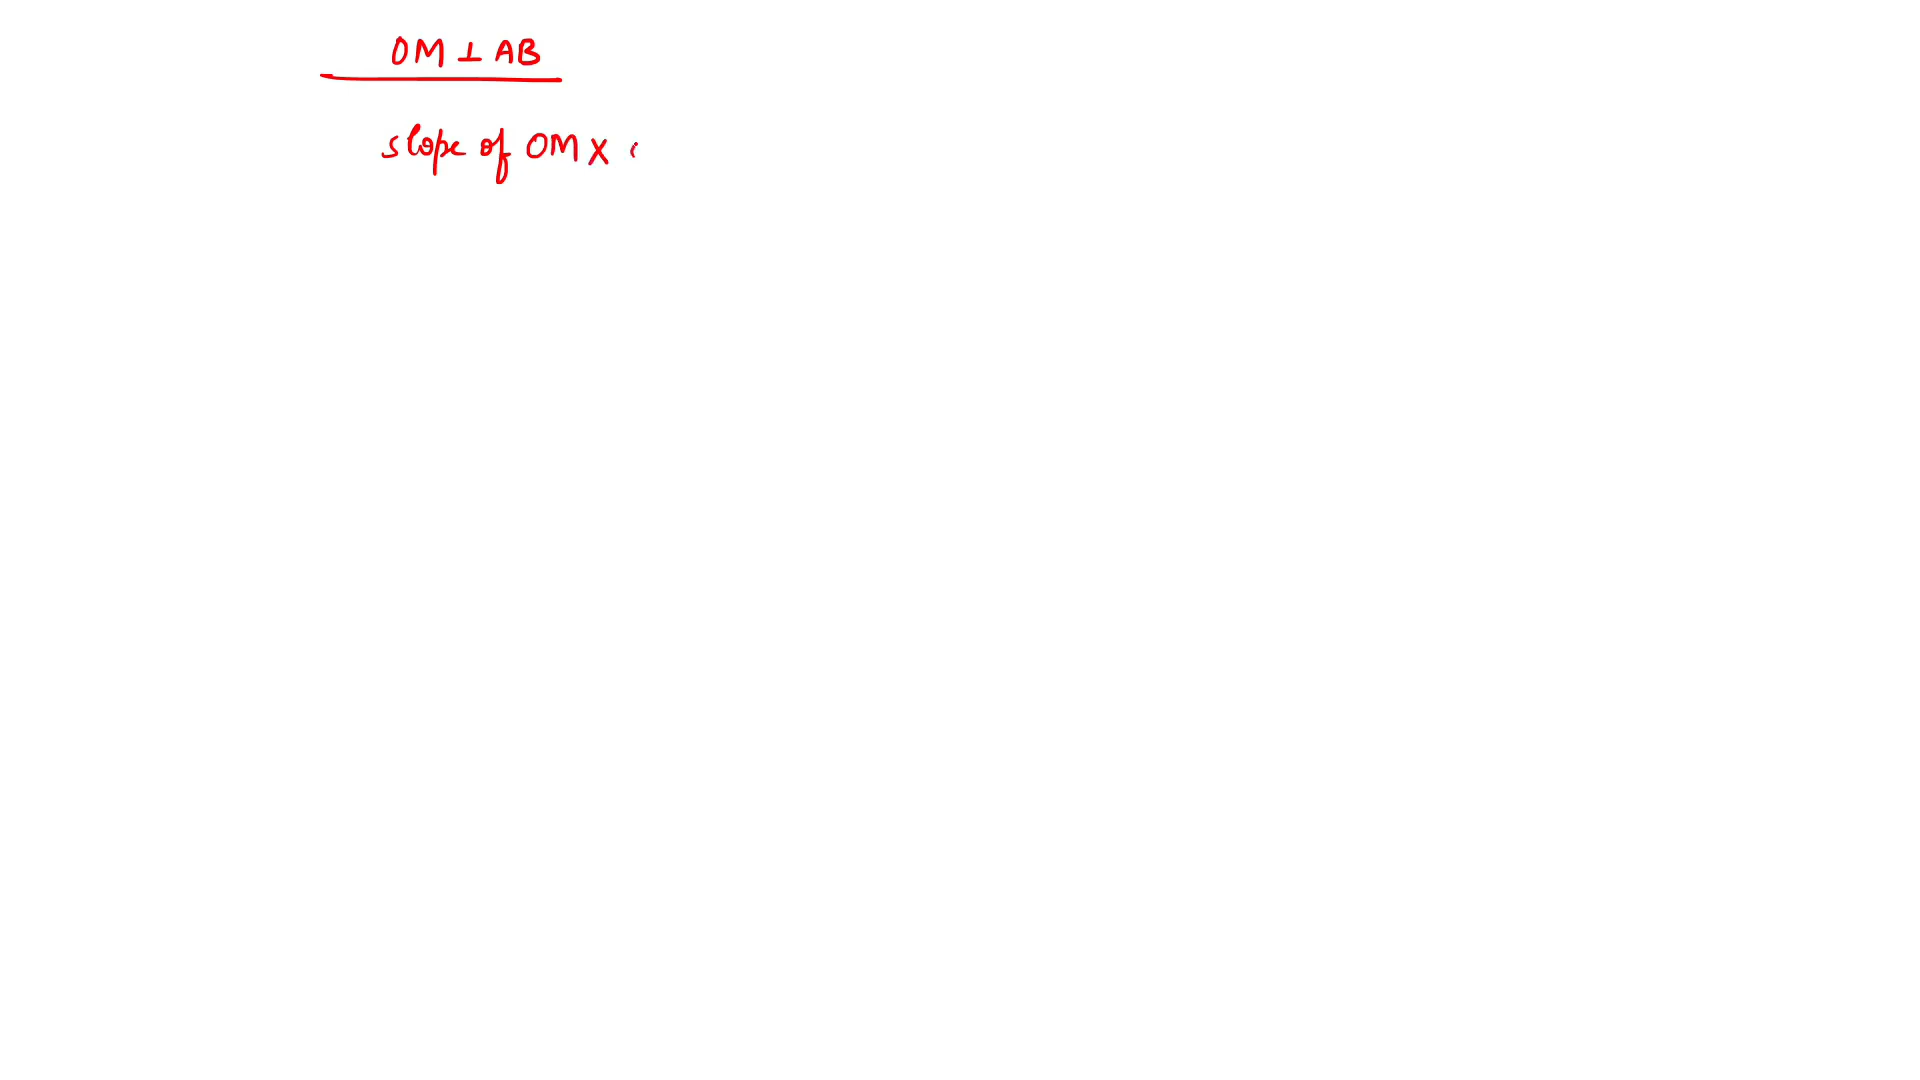 OM ⊥ AB
slope of OM ×